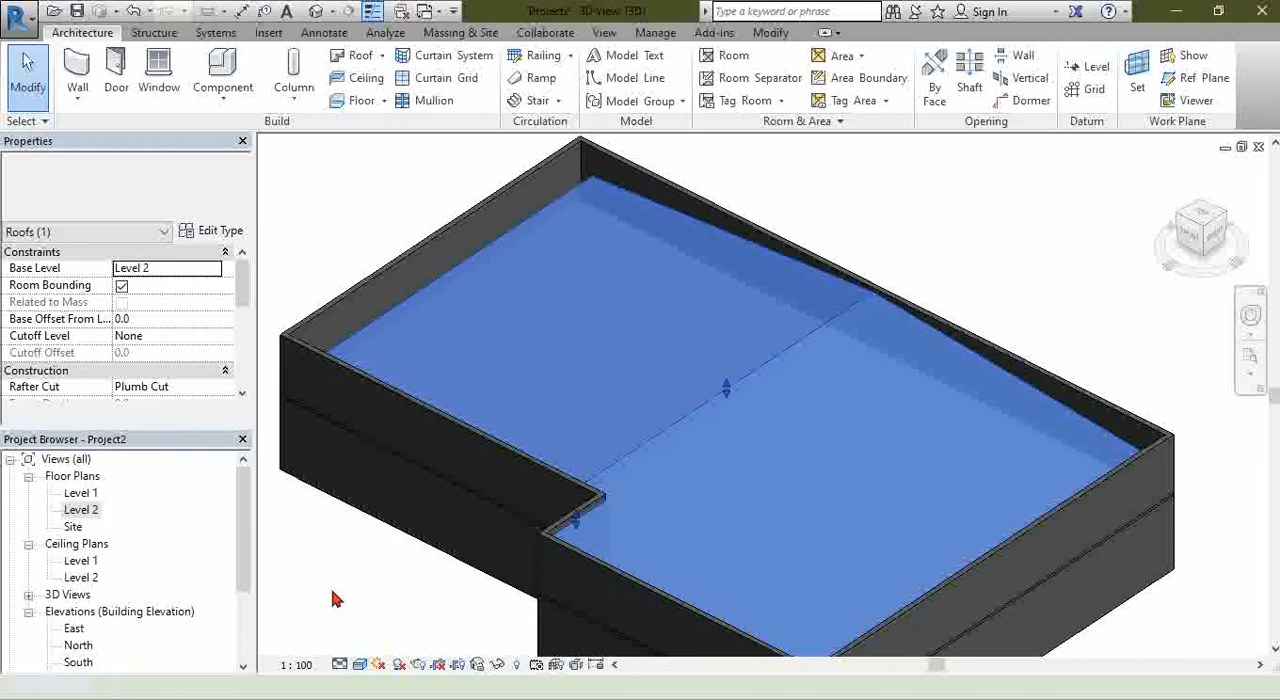 Project2 - 3D View: {3D}
Type a keyword or phrase
Sign In
Architecture Structure Systems Insert Annotate Analyze Massing & Site Collaborate View Manage Add-ins Modify
Modify
Wall
Door
Window
Component
Column
Roof
Ceiling
Floor
Curtain System
Curtain Grid
Mullion
Railing
Ramp
Stair
Model Text
Model Line
Model Group
Room
Room Separator
Tag Room
Area
Area Boundary
Tag Area
By Face
Shaft
Wall
Vertical
Dormer
Level
Grid
Set
Show
Ref Plane
Viewer
Select Build Circulation Model Room & Area Opening Datum Work Plane
Properties
Roofs (1) Edit Type
Constraints
Base Level Level 2
Room Bounding
Related to Mass
Base Offset From L... 0.0
Cutoff Level None
Cutoff Offset 0.0
Construction
Rafter Cut Plumb Cut
Project Browser - Project2
Views (all)
Floor Plans
Level 1
Level 2
Site
Ceiling Plans
Level 1
Level 2
3D Views
Elevations (Building Elevation)
East
North
South
1 : 100